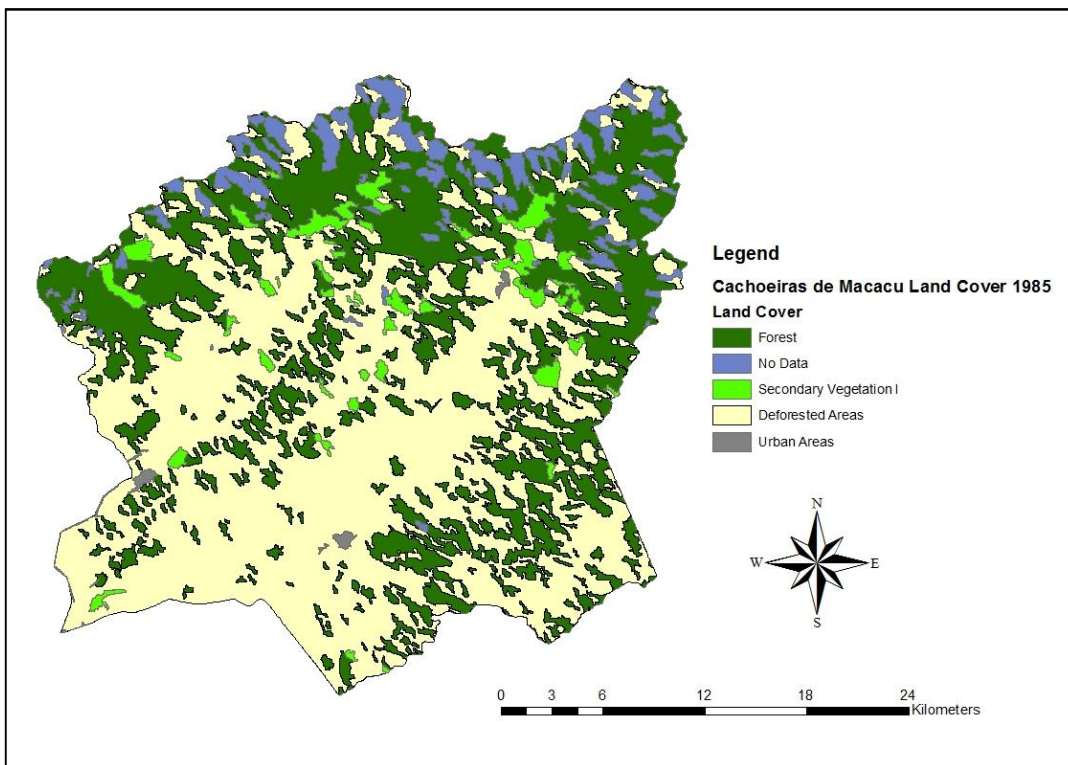 Legend
Cachoeiras de Macacu Land Cover 1985
Land Cover
Forest
No Data
Secondary Vegetation I
Deforested Areas
Urban Areas
N
W E
S
0 3 6 12 18 24
Kilometers